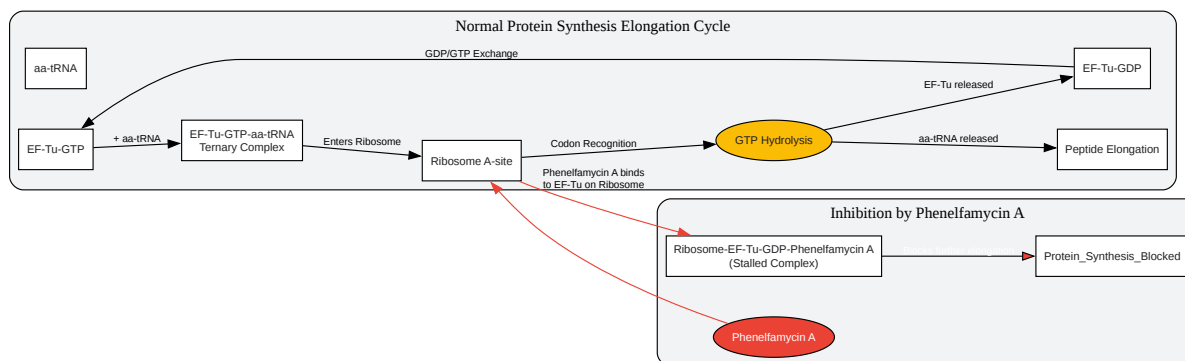 Normal Protein Synthesis Elongation Cycle
aa-tRNA
GDP/GTP Exchange
EF-Tu-GDP
EF-Tu released
EF-Tu-GTP
+ aa-tRNA
EF-Tu-GTP-aa-tRNA
Ternary Complex
Enters Ribosome
Ribosome A-site
Codon Recognition
GTP Hydrolysis
aa-tRNA released
Peptide Elongation
Phenelfamycin A binds
to EF-Tu on Ribosome
Inhibition by Phenelfamycin A
Ribosome-EF-Tu-GDP-Phenelfamycin A
(Stalled Complex)
Protein_Synthesis_Blocked
Phenelfamycin A